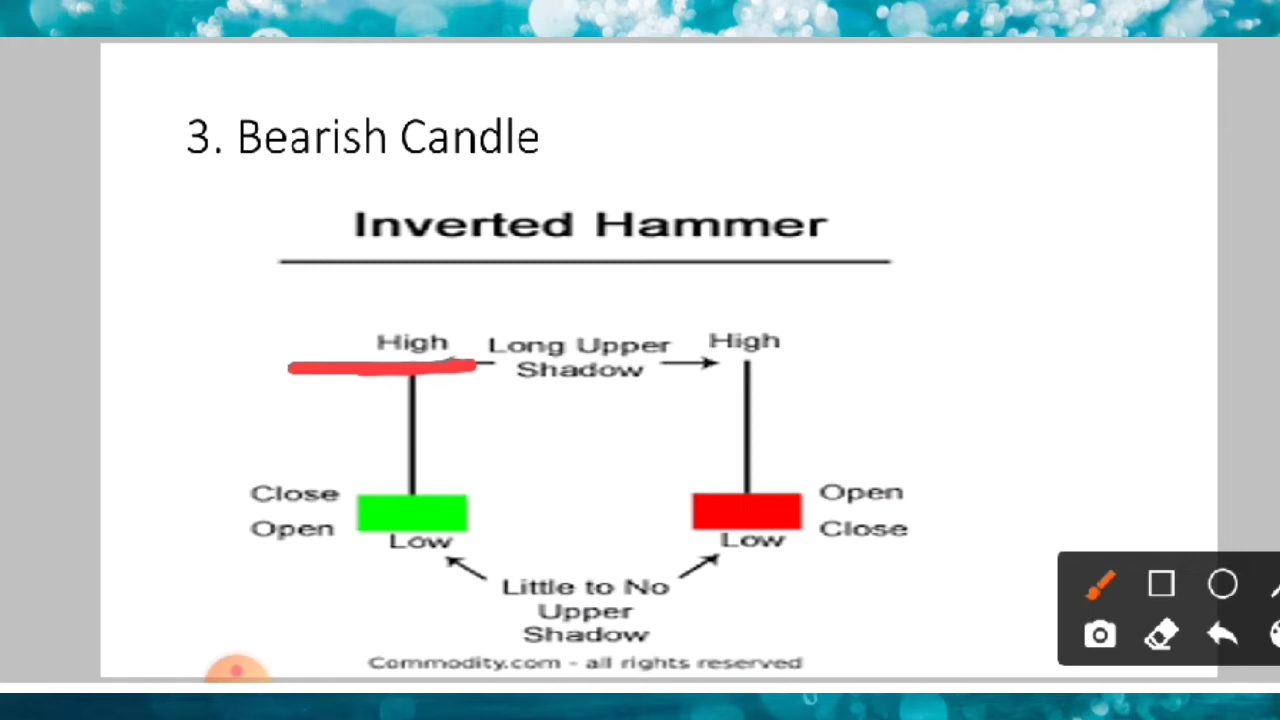 3. Bearish Candle
Inverted Hammer
High Long Upper High
Shadow
Close Open
Open Close
Low Low
Little to No
Upper
Shadow
Commodity.com - all rights reserved